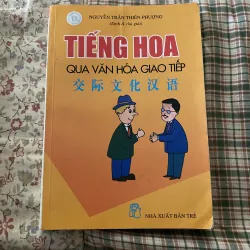 NGUYỄN TRẦN THIÊN PHƯƠNG
TIẾNG HOA
QUA VĂN HÓA GIAO TIẾP
交际文化汉语
NHÀ XUẤT BẢN TRẺ